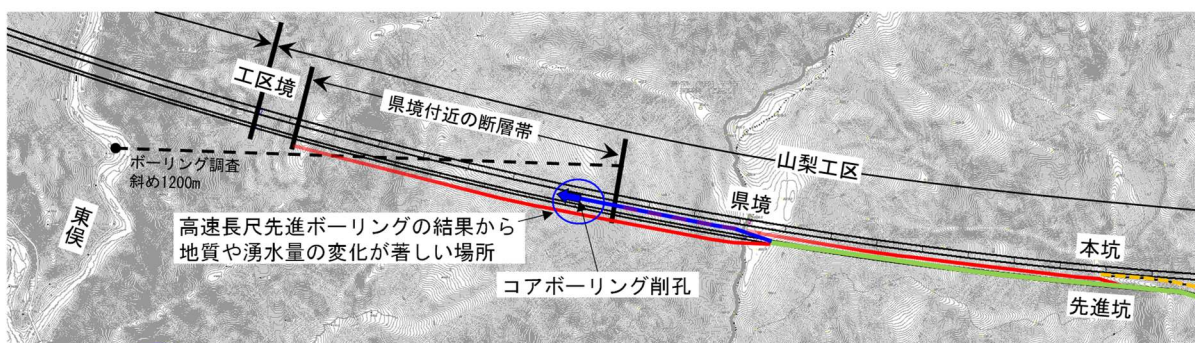 工区境
県境付近の断層帯
山梨工区
ボーリング調査
斜め1200m
東俣
県境
高速長尺先進ボーリングの結果から
地質や湧水量の変化が著しい場所
コアボーリング削孔
本坑
先進坑